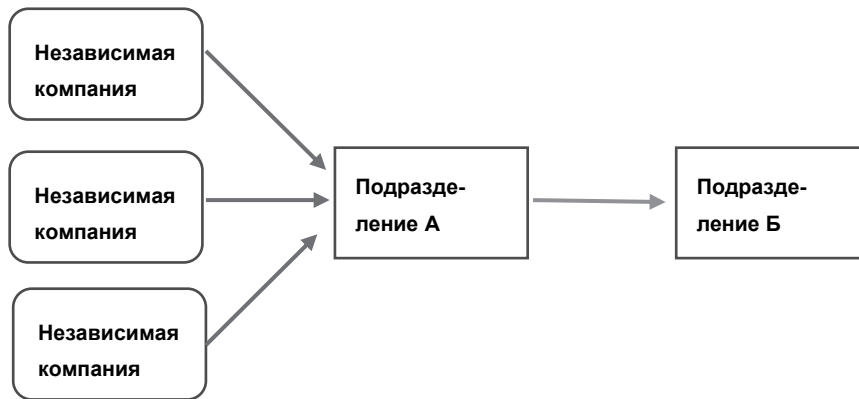 Независимая
компания
Независимая
компания
Подразде-
ление А
Подразде-
ление Б
Независимая
компания